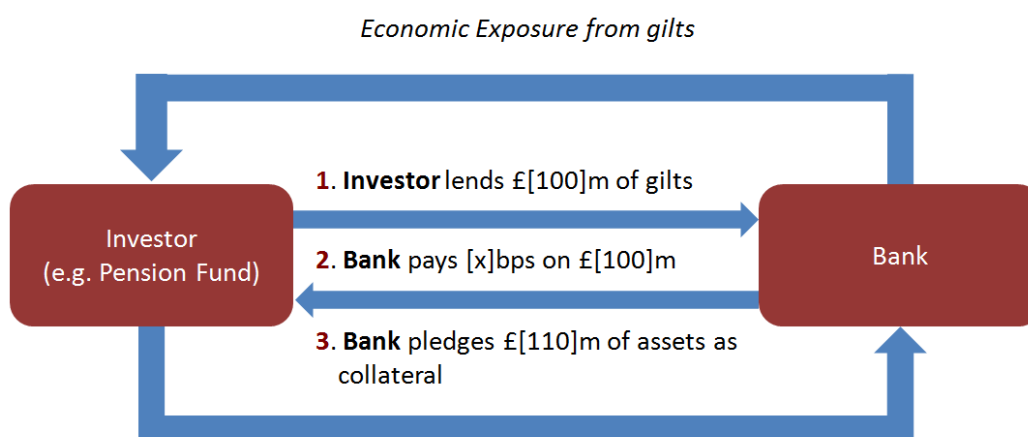 Economic Exposure from gilts
1. Investor lends £[100]m of gilts
Investor
(e.g. Pension Fund)
2. Bank pays [x]bps on £[100]m
Bank
3. Bank pledges £[110]m of assets as
collateral